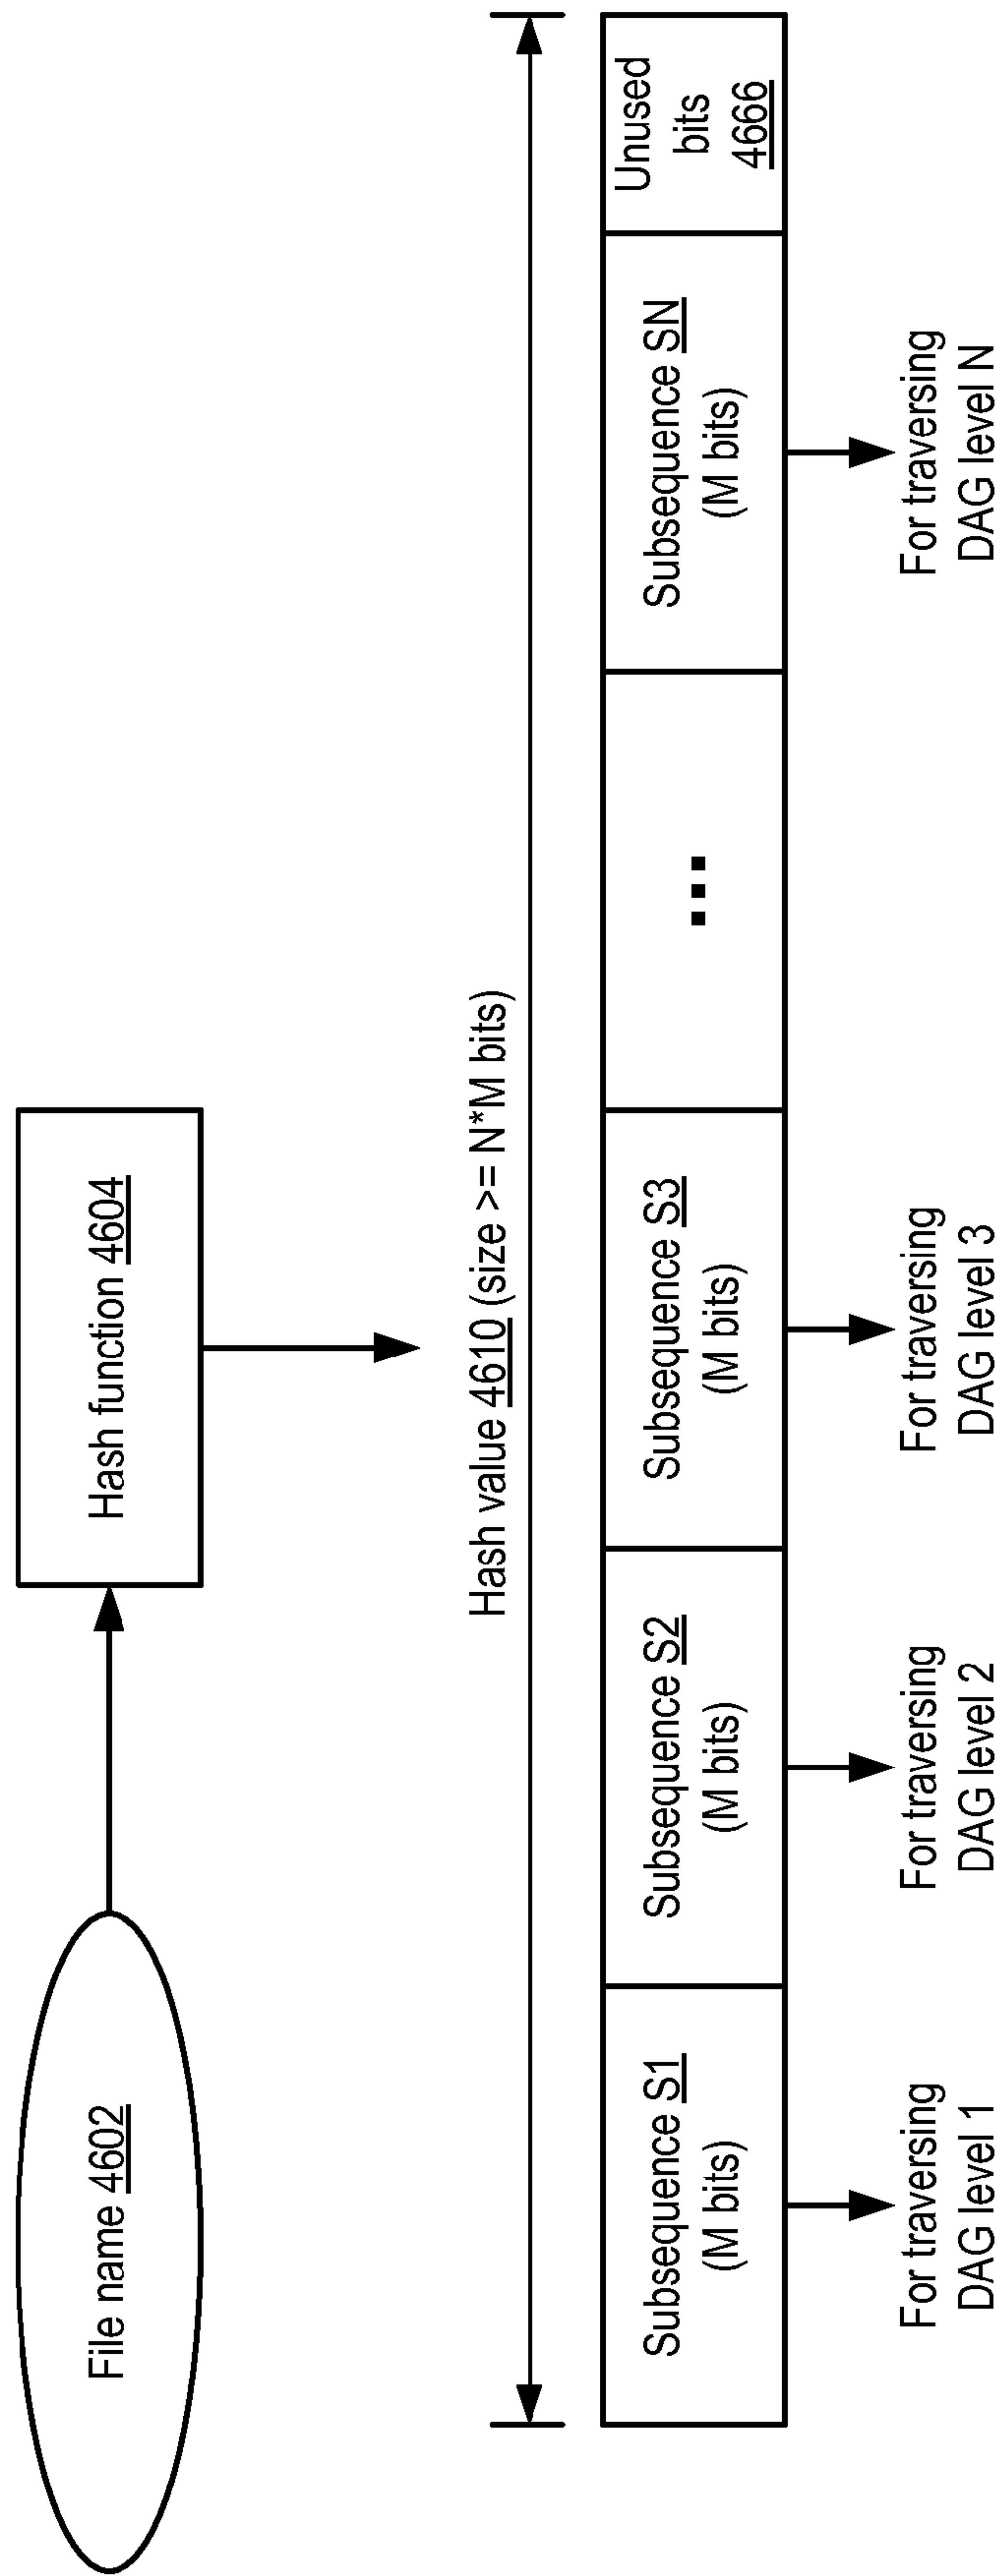 File name 4602
Hash function 4604
Hash value 4610 (size >= N*M bits)
Subsequence S1
(M bits)
Subsequence S2
(M bits)
Subsequence S3
(M bits)
...
Subsequence SN
(M bits)
Unused
bits
4666
For traversing
DAG level 1
For traversing
DAG level 2
For traversing
DAG level 3
For traversing
DAG level N